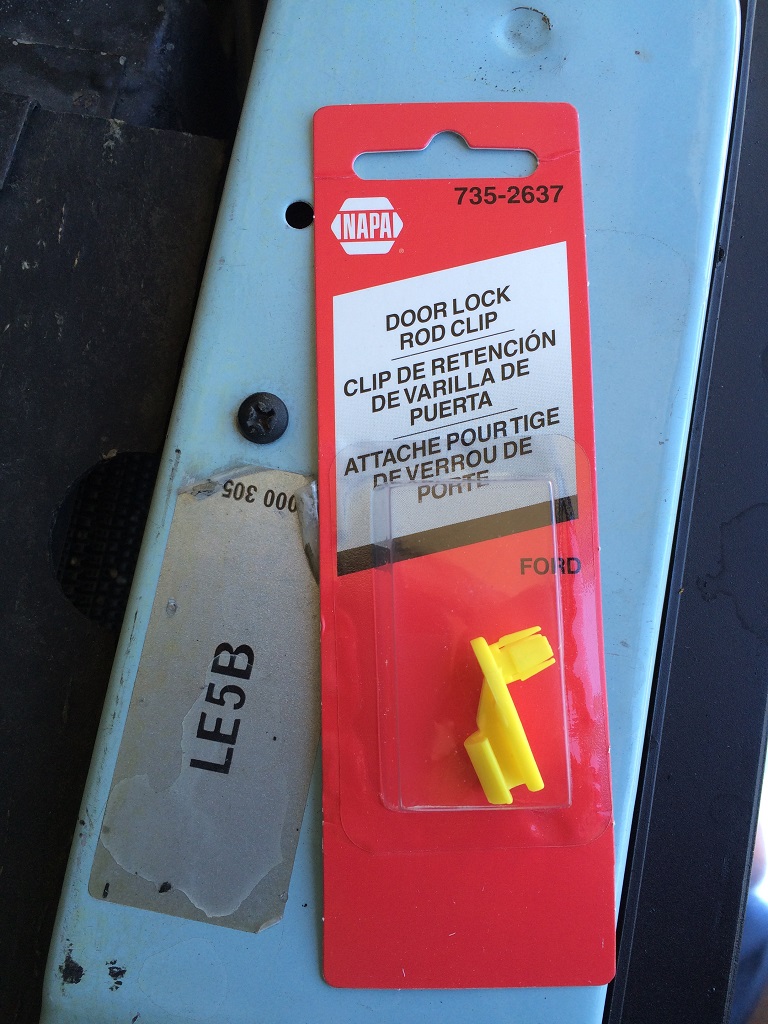 735-2637
NAPA
DOOR LOCK
ROD CLIP
CLIP DE RETENCIÓN
DE VARILLA DE
PUERTA
ATTACHE POUR TIGE
DE VERROU DE
PORTE
FORD
000 305
LE5B